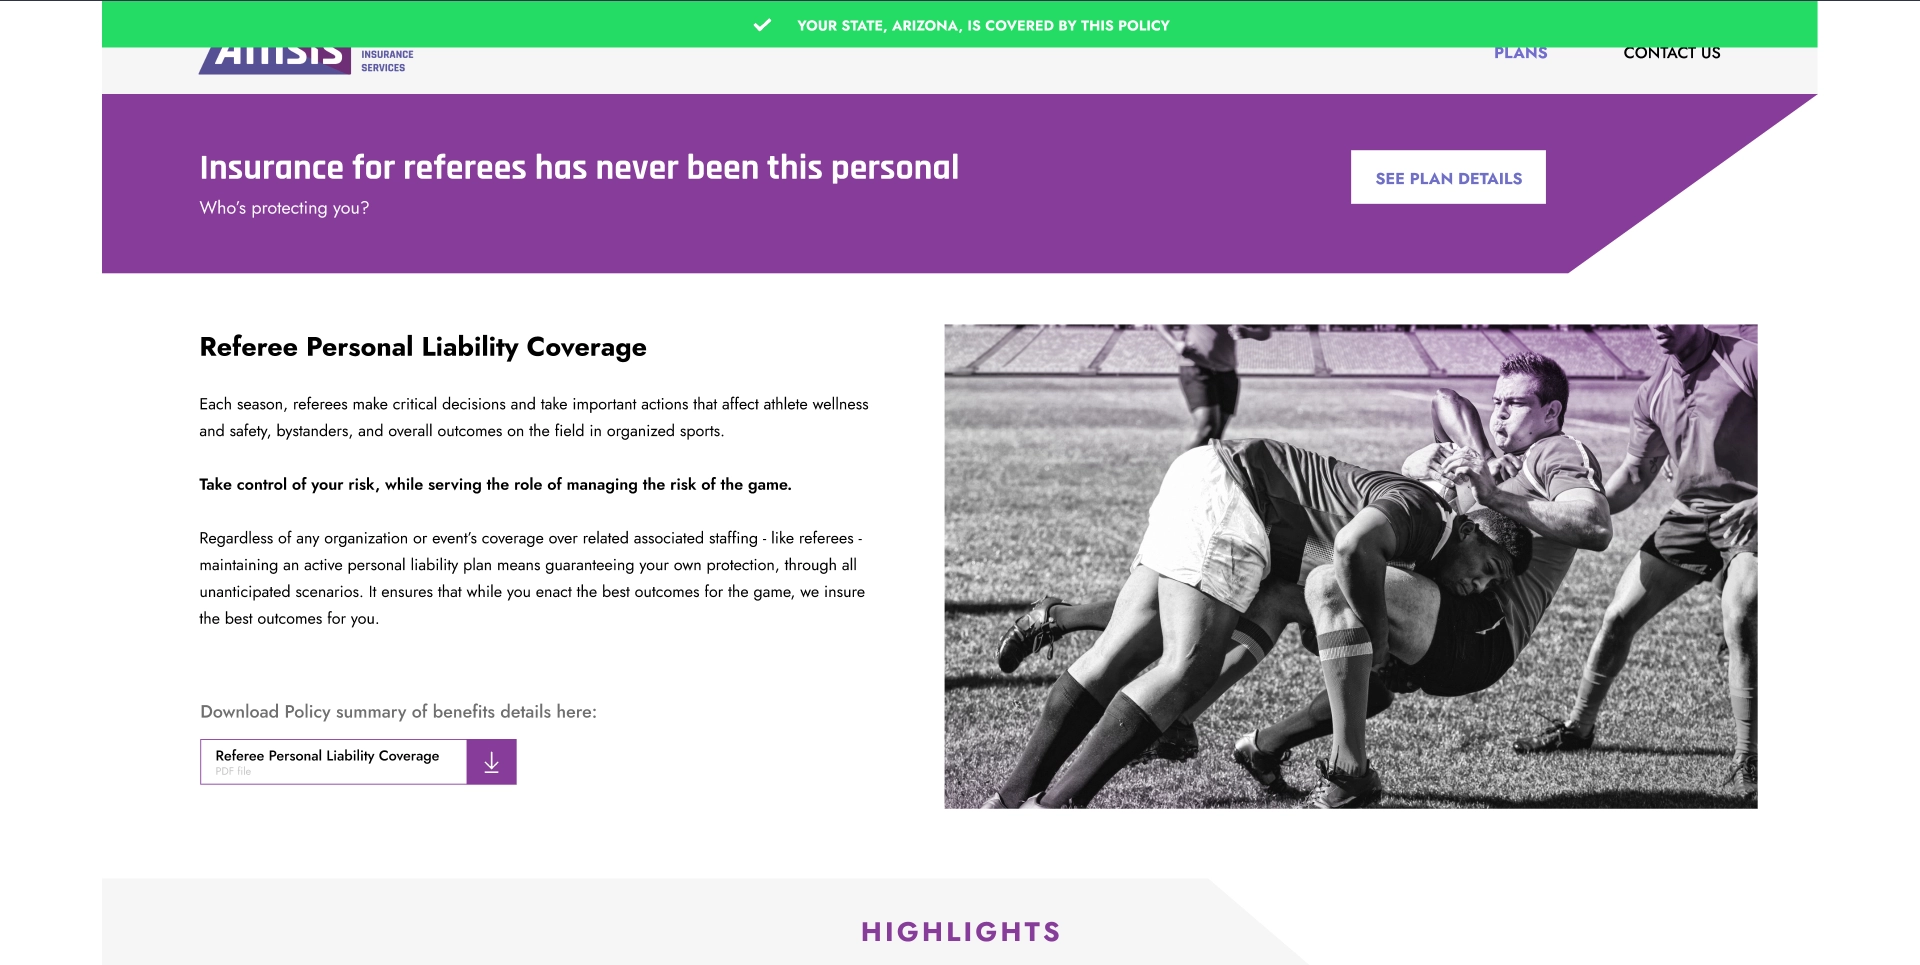 YOUR STATE, ARIZONA, IS COVERED BY THIS POLICY
INSURANCE
SERVICES
PLANS
CONTACT US
Insurance for referees has never been this personal
Who’s protecting you?
SEE PLAN DETAILS
Referee Personal Liability Coverage
Each season, referees make critical decisions and take important actions that affect athlete wellness
and safety, bystanders, and overall outcomes on the field in organized sports.
Take control of your risk, while serving the role of managing the risk of the game.
Regardless of any organization or event’s coverage over related associated staffing - like referees -
maintaining an active personal liability plan means guaranteeing your own protection, through all
unanticipated scenarios. It ensures that while you enact the best outcomes for the game, we insure
the best outcomes for you.
Download Policy summary of benefits details here:
Referee Personal Liability Coverage
PDF file
HIGHLIGHTS